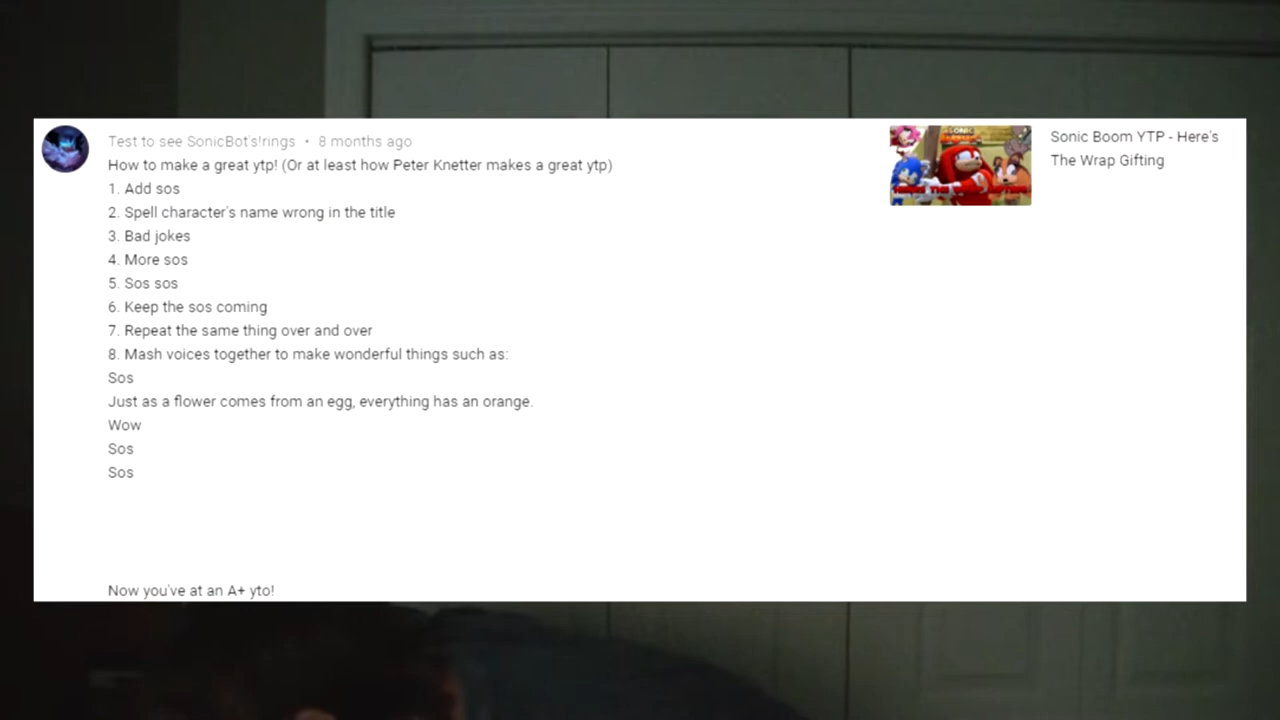 Test to see SonicBot's!rings • 8 months ago
How to make a great ytp! (Or at least how Peter Knetter makes a great ytp)
1. Add sos
2. Spell character's name wrong in the title
3. Bad jokes
4. More sos
5. Sos sos
6. Keep the sos coming
7. Repeat the same thing over and over
8. Mash voices together to make wonderful things such as:
Sos
Just as a flower comes from an egg, everything has an orange.
Wow
Sos
Sos
Now you've at an A+ yto!
SONIC
Sonic Boom YTP - Here's
The Wrap Gifting